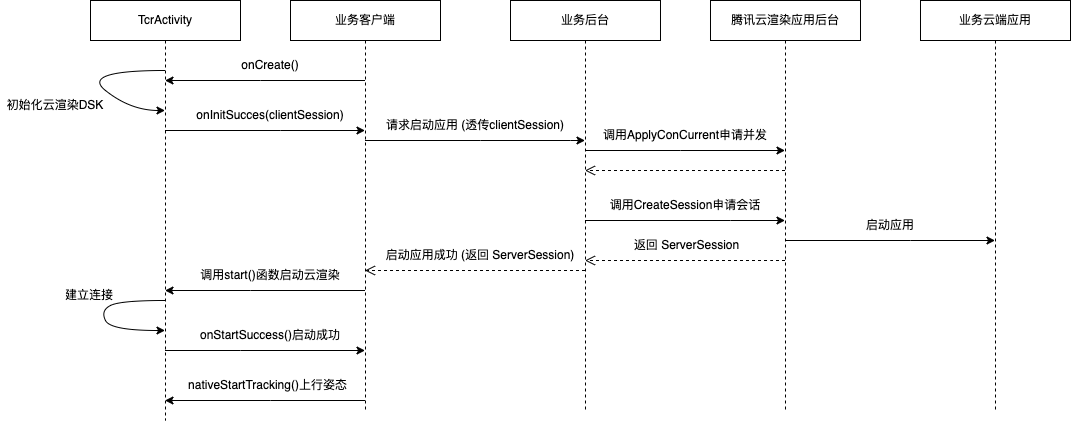 TcrActivity
业务客户端
业务后台
腾讯云渲染应用后台
业务云端应用
onCreate()
初始化云渲染DSK
onInitSucces(clientSession)
请求启动应用 (透传clientSession)
调用ApplyConCurrent申请并发
调用CreateSession申请会话
启动应用
返回 ServerSession
启动应用成功 (返回 ServerSession)
调用start()函数启动云渲染
建立连接
onStartSuccess()启动成功
nativeStartTracking()上行姿态